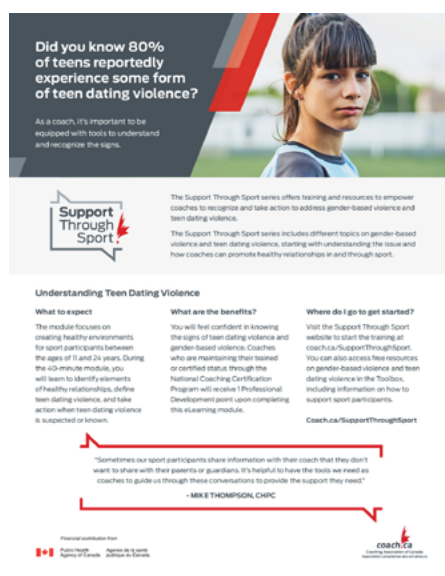 Did you know 80%
of teens reportedly
experience some form
of teen dating violence?
As a coach, it's important to be
equipped with tools to understand
and recognize the signs.
Support
Through
Sport
The Support Through Sport series offers training and resources to empower
coaches to recognize and take action to address gender-based violence and
teen dating violence.
The Support Through Sport series includes different topics on gender-based
violence and teen dating violence, starting with understanding the issue and
how coaches can promote healthy relationships in and through sport.
Understanding Teen Dating Violence
What to expect
The module focuses on
creating healthy environments
for sport participants between
the ages of 11 and 24 years. During
the 40-minute module, you
will learn to identify elements
of healthy relationships, define
teen dating violence, and take
action when teen dating violence
is suspected or known.
What are the benefits?
You will feel confident in knowing
the signs of teen dating violence and
gender-based violence. Coaches
who are maintaining their trained
or certified status through the
National Coaching Certification
Program will receive 1 Professional
Development point upon completing
this eLearning module.
Where do I go to get started?
Visit the Support Through Sport
website to start the training at
coach.ca/SupportThroughSport.
You can also access free resources
on gender-based violence and teen
dating violence in the Toolbox,
including information on how to
support sport participants.
Coach.ca/SupportThroughSport
"Sometimes our sport participants share information with their coach that they don't
want to share with their parents or guardians. It's helpful to have the tools we need as
coaches to guide us through these conversations to provide the support they need."
- MIKE THOMPSON, CHPC
Financial contribution from
Public Health
Agency of Canada
Agence de la santé
publique du Canada
coach.ca
Coaching Association of Canada
Association canadienne des entraîneurs